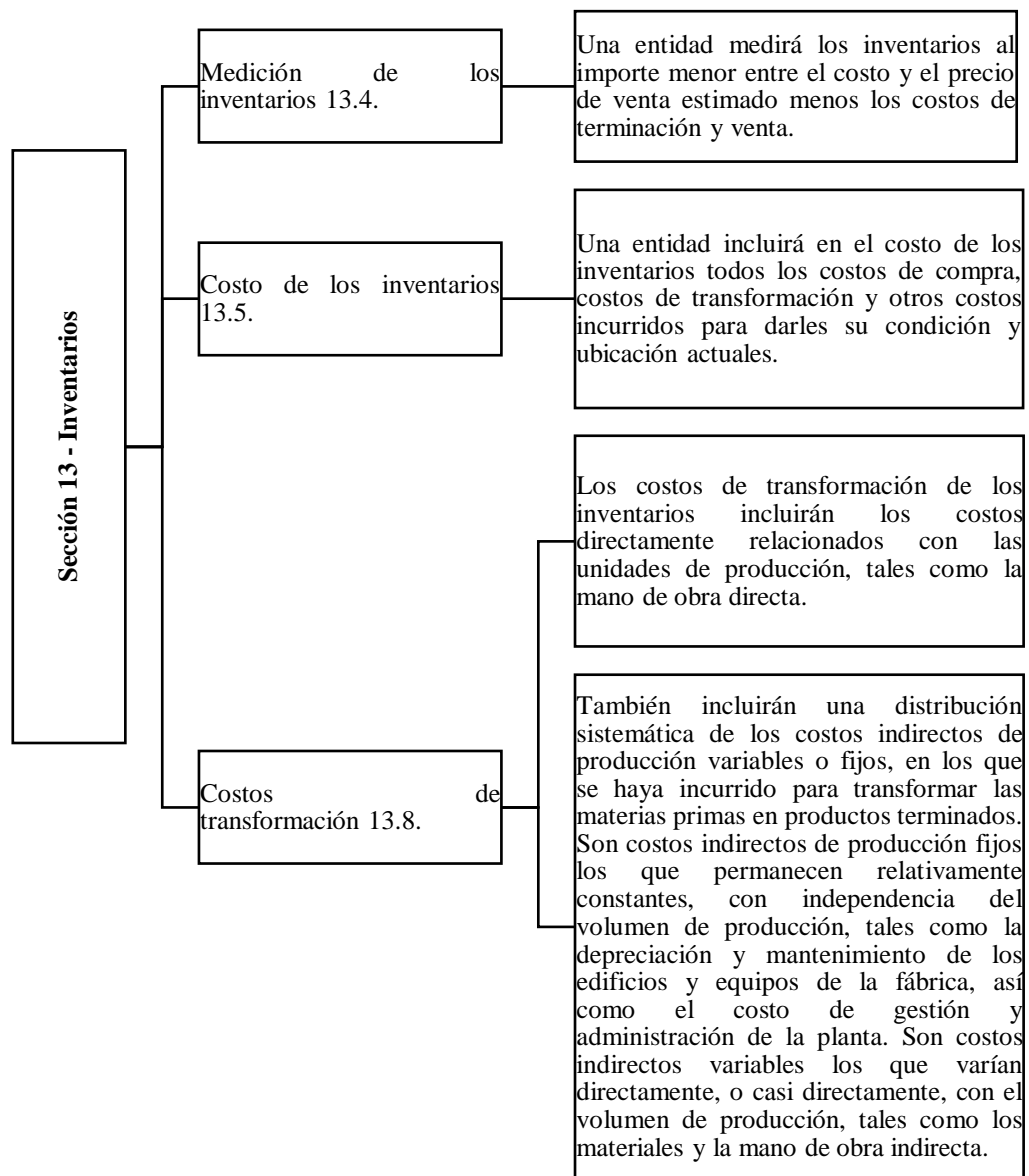 Sección 13 - Inventarios
Medición de los
inventarios 13.4.
Una entidad medirá los inventarios al
importe menor entre el costo y el precio
de venta estimado menos los costos de
terminación y venta.
Costo de los inventarios
13.5.
Una entidad incluirá en el costo de los
inventarios todos los costos de compra,
costos de transformación y otros costos
incurridos para darles su condición y
ubicación actuales.
Costos de
transformación 13.8.
Los costos de transformación de los
inventarios incluirán los costos
directamente relacionados con las
unidades de producción, tales como la
mano de obra directa.
También incluirán una distribución
sistemática de los costos indirectos de
producción variables o fijos, en los que
se haya incurrido para transformar las
materias primas en productos terminados.
Son costos indirectos de producción fijos
los que permanecen relativamente
constantes, con independencia del
volumen de producción, tales como la
depreciación y mantenimiento de los
edificios y equipos de la fábrica, así
como el costo de gestión y
administración de la planta. Son costos
indirectos variables los que varían
directamente, o casi directamente, con el
volumen de producción, tales como los
materiales y la mano de obra indirecta.